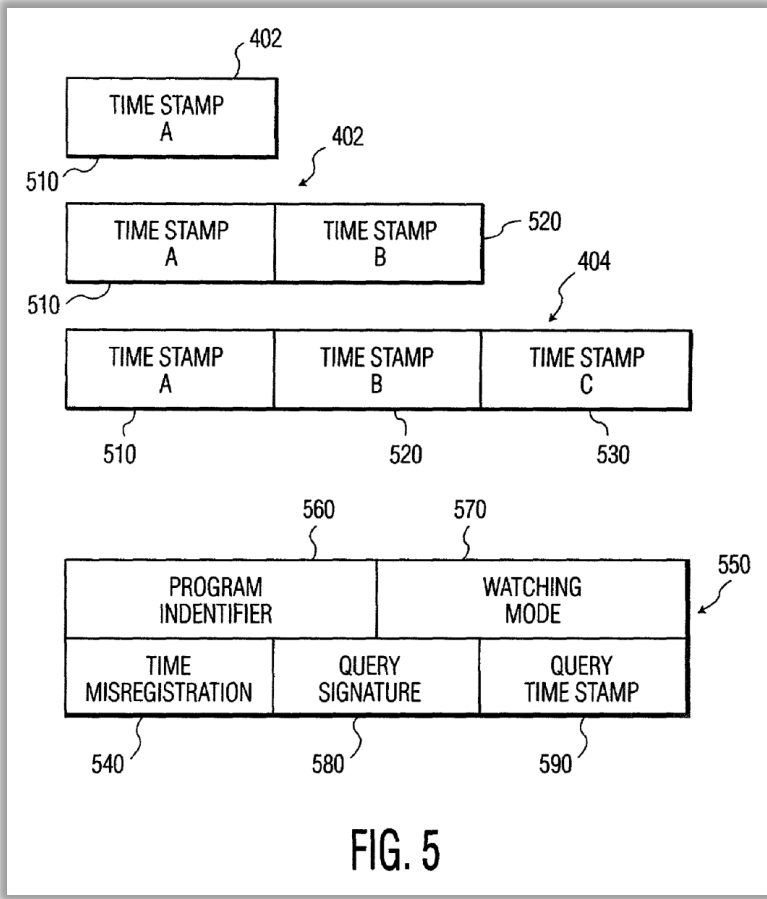 402
TIME STAMP
A
510
402
TIME STAMP
A
TIME STAMP
B
520
510
404
TIME STAMP
A
TIME STAMP
B
TIME STAMP
C
510
520
530
560
570
550
PROGRAM
INDENTIFIER
WATCHING
MODE
TIME
MISREGISTRATION
QUERY
SIGNATURE
QUERY
TIME STAMP
540
580
590
FIG. 5